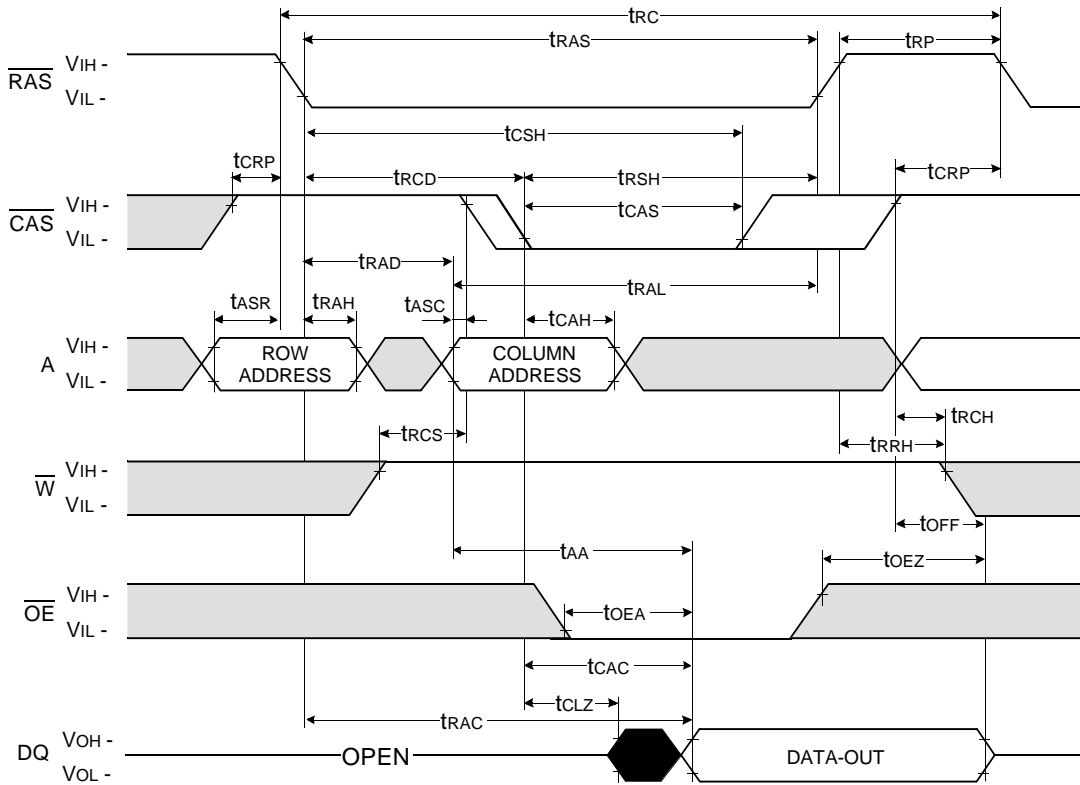 tRC
tRAS
tRP
RAS
VIH -
VIL -
tCSH
tCRP
tRCD
tRSH
tCRP
CAS
VIH -
VIL -
tCAS
tRAD
tRAL
tASR
tRAH
tASC
tCAH
A
VIH -
VIL -
ROW
ADDRESS
COLUMN
ADDRESS
tRCH
tRCS
tRRH
W
VIH -
VIL -
tOFF
tAA
tOEZ
OE
VIH -
VIL -
tOEA
tCAC
tCLZ
tRAC
DQ
VOH -
VOL -
OPEN
DATA-OUT